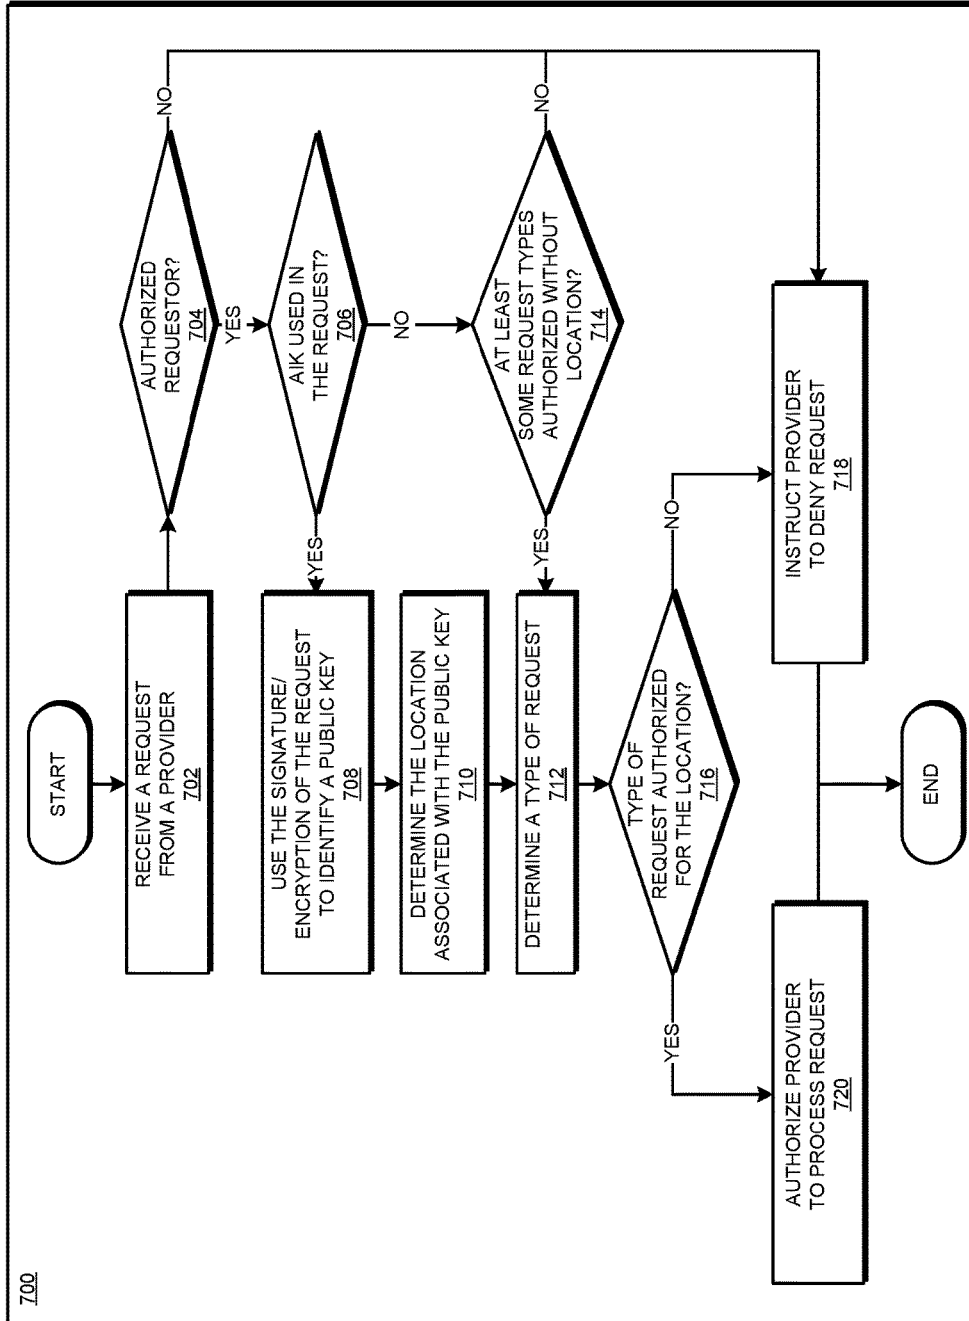 700
START
RECEIVE A REQUEST
FROM A PROVIDER
702
AUTHORIZED
REQUESTOR?
704
NO
YES
AIK USED IN
THE REQUEST?
706
YES
NO
USE THE SIGNATURE/
ENCRYPTION OF THE REQUEST
TO IDENTIFY A PUBLIC KEY
708
DETERMINE THE LOCATION
ASSOCIATED WITH THE PUBLIC KEY
710
AT LEAST
SOME REQUEST TYPES
AUTHORIZED WITHOUT
LOCATION?
714
NO
YES
DETERMINE A TYPE OF REQUEST
712
TYPE OF
REQUEST AUTHORIZED
FOR THE LOCATION?
716
YES
NO
AUTHORIZE PROVIDER
TO PROCESS REQUEST
720
INSTRUCT PROVIDER
TO DENY REQUEST
718
END